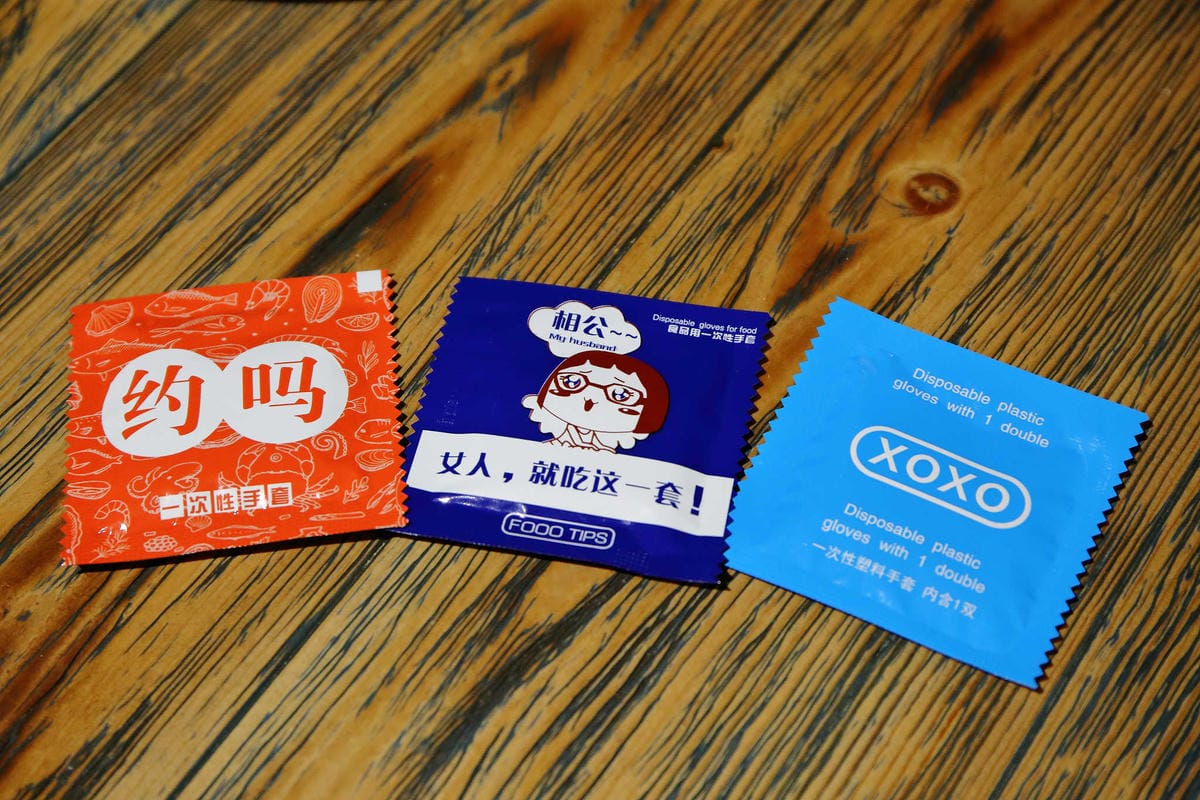 约吗
一次性手套
相公~~
My husband
Disposable gloves for food
食品用一次性手套
女人,就吃这一套!
FOOO TIPS
Disposable plastic
gloves with 1 double
XOXO
Disposable plastic
gloves with 1 double
一次性塑料手套 内含1双